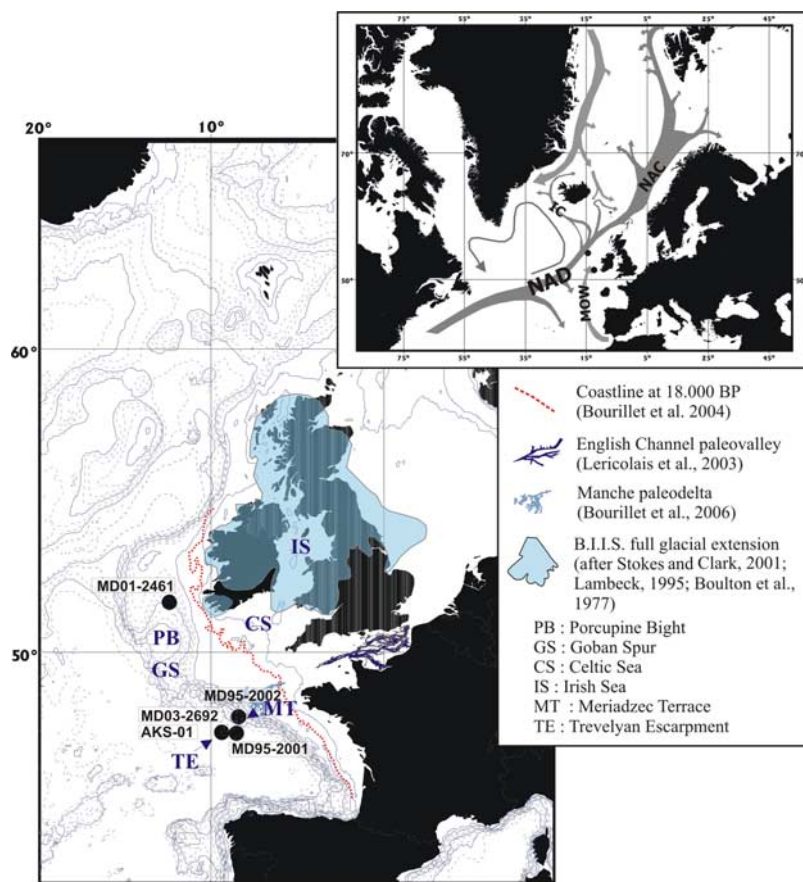 75°
55°
35°
15°
5°
25°
70°
70°
NAC
IC
50°
50
NAD
MOW
75°
55°
35°
15°
5°
25°
45°
20°
10°
60°
50°
IS
MD01-2461
CS
PB
GS
MD95-2002
MT
MD03-2692
AKS-01
MD95-2001
TE
Coastline at 18.000 BP
(Bourillet et al. 2004)
English Channel paleovalley
(Lericolais et al., 2003)
Manche paleodelta
(Bourillet et al., 2006)
B.I.I.S. full glacial extension
(after Stokes and Clark, 2001;
Lambeck, 1995; Boulton et al.,
1977)
PB : Porcupine Bight
GS : Goban Spur
CS : Celtic Sea
IS : Irish Sea
MT : Meriadzec Terrace
TE : Trevelyan Escarpment